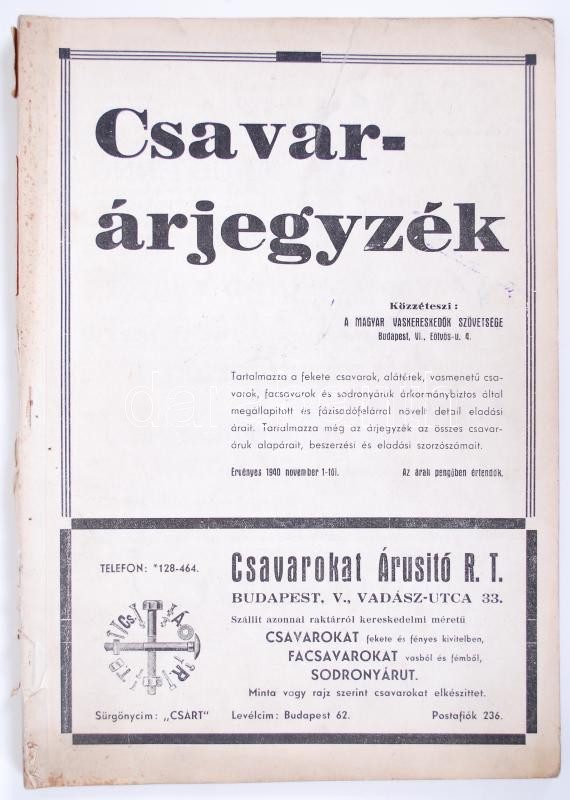 Csavar-
árjegyzék
Közzéteszi:
A MAGYAR VASKERESKEDŐK SZÖVETSÉGE
Budapest, VI., Eötvös-u. 4.
Tartalmazza a fekete csavarok, alátétek, vasmenetű csa-
varok, facsavarok és sodronyáruk árkormánybiztos által
megállapított és fázisadófelárral növelt detail eladási
árait. Tartalmazza még az árjegyzék az összes csavar-
áruk alapárait, beszerzési és eladási szorzószámait.
Érvényes 1940 november 1-től.
Az árak pengőben értendők.
TELEFON: *128-464.
Csavarokat Árusító R. T.
BUDAPEST, V., VADÁSZ-UTCA 33.
Szállít azonnal raktárról kereskedelmi méretű
CSAVAROKAT fekete és fényes kivitelben,
FACSAVAROKAT vasból és fémből,
SODRONYÁRUT.
Minta vagy rajz szerint csavarokat elkészíttet.
Cs. Á R T
B T
Sürgönycim: „CSART"
Levélcim: Budapest 62.
Postafiók 236.